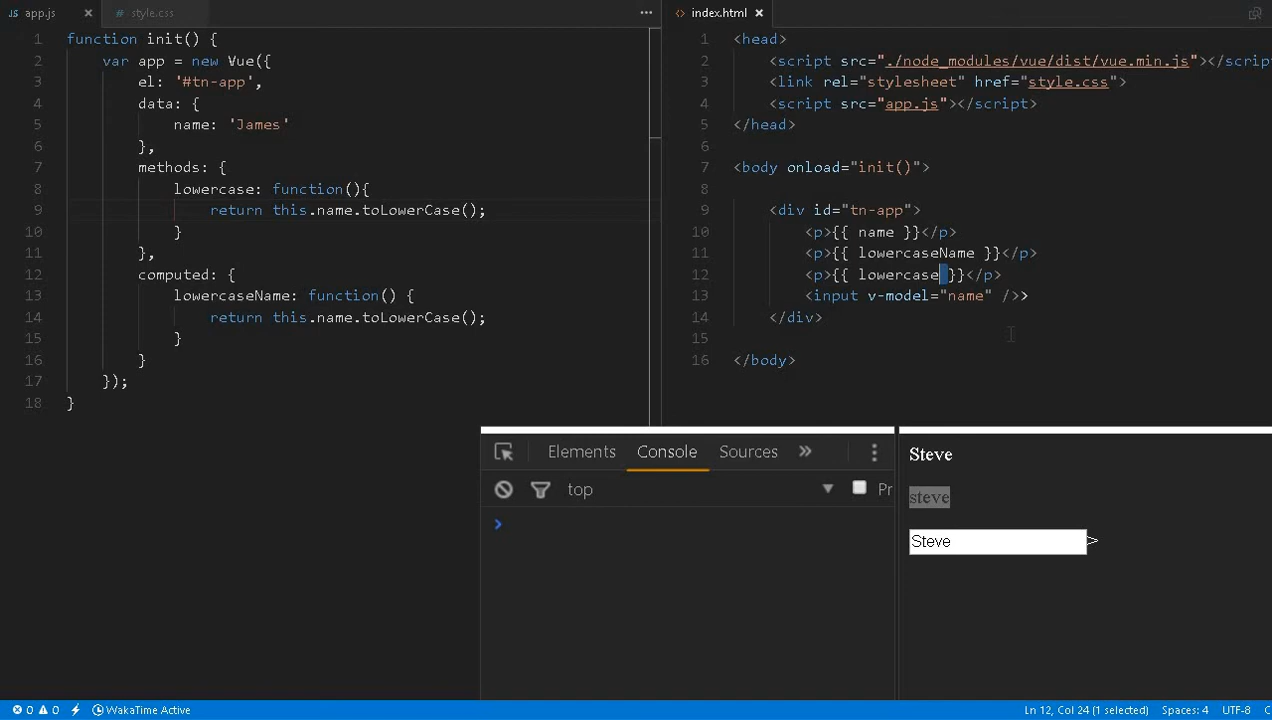 JS app.js × style.css ··· <> index.html ×
1 function init() {
2 var app = new Vue({
3 el: '#tn-app',
4 data: {
5 name: 'James'
6 },
7 methods: {
8 lowercase: function(){
9 return this.name.toLowerCase();
10 }
11 },
12 computed: {
13 lowercaseName: function() {
14 return this.name.toLowerCase();
15 }
16 }
17 });
18 }
1 <head>
2 <script src="./node_modules/vue/dist/vue.min.js"></scrip
3 <link rel="stylesheet" href="style.css">
4 <script src="app.js"></script>
5 </head>
6
7 <body onload="init()">
8
9 <div id="tn-app">
10 <p>{{ name }}</p>
11 <p>{{ lowercaseName }}</p>
12 <p>{{ lowercase }}</p>
13 <input v-model="name" />>
14 </div>
15
16 </body>
Elements Console Sources »
top ▼ Pr
>
Steve
steve
Steve >
0 0 WakaTime Active Ln 12, Col 24 (1 selected) Spaces: 4 UTF-8 C